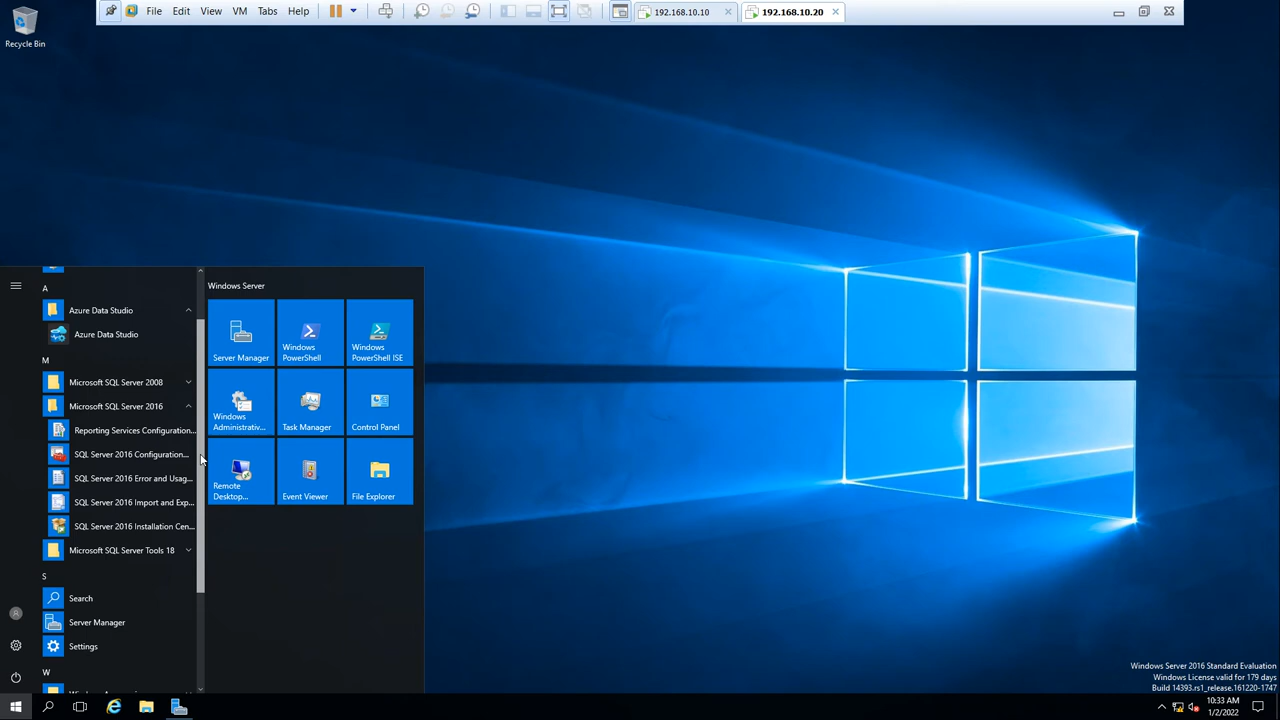 File Edit View VM Tabs Help
192.168.10.10
192.168.10.20
Recycle Bin
A
Azure Data Studio
Azure Data Studio
M
Microsoft SQL Server 2008
Microsoft SQL Server 2016
Reporting Services Configuration...
SQL Server 2016 Configuration...
SQL Server 2016 Error and Usag...
SQL Server 2016 Import and Exp...
SQL Server 2016 Installation Cen...
Microsoft SQL Server Tools 18
S
Search
Server Manager
Settings
W
Windows Server
Server Manager
Windows
PowerShell
Windows
PowerShell ISE
Windows
Administrativ...
Task Manager
Control Panel
Remote
Desktop...
Event Viewer
File Explorer
Windows Server 2016 Standard Evaluation
Windows License valid for 179 days
Build 14393.rs1_release.161220-1747
10:33 AM
1/2/2022